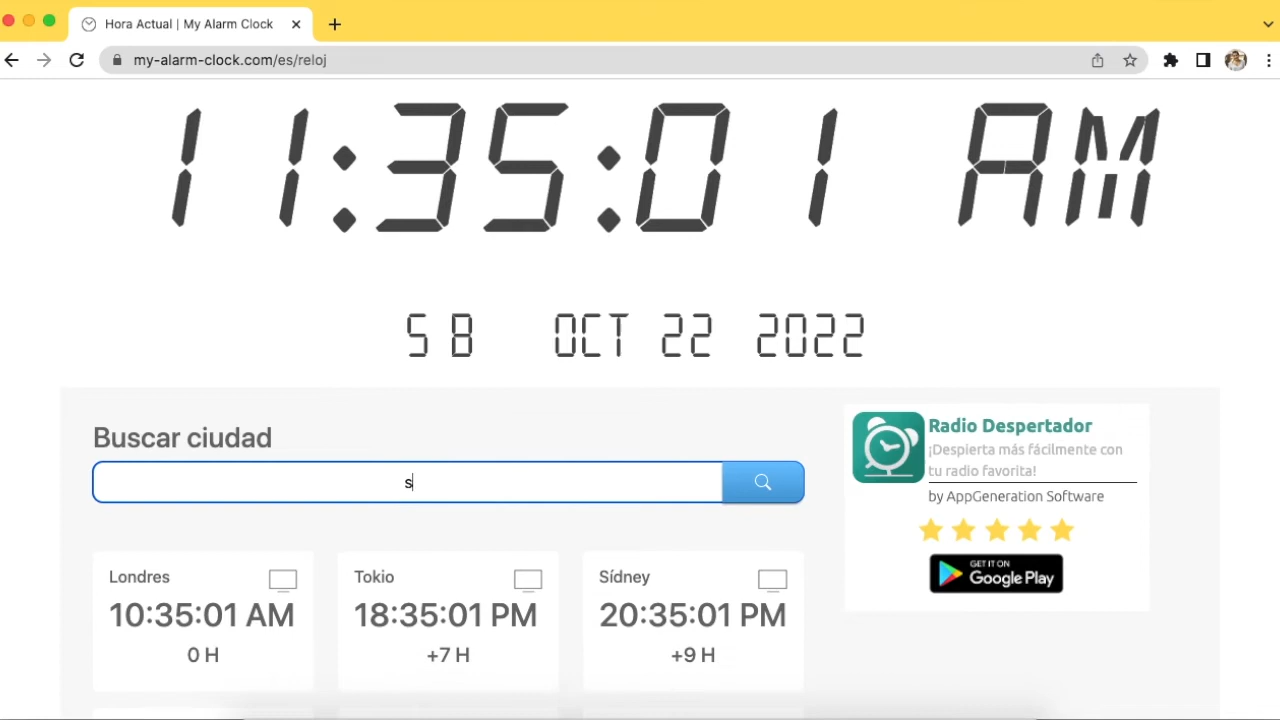 Hora Actual | My Alarm Clock
my-alarm-clock.com/es/reloj
11:35:01 AM
S B OCT 22 2022
Buscar ciudad
s
Londres
10:35:01 AM
0 H
Tokio
18:35:01 PM
+7 H
Sídney
20:35:01 PM
+9 H
Radio Despertador
¡Despierta más fácilmente con
tu radio favorita!
by AppGeneration Software
GET IT ON
Google Play